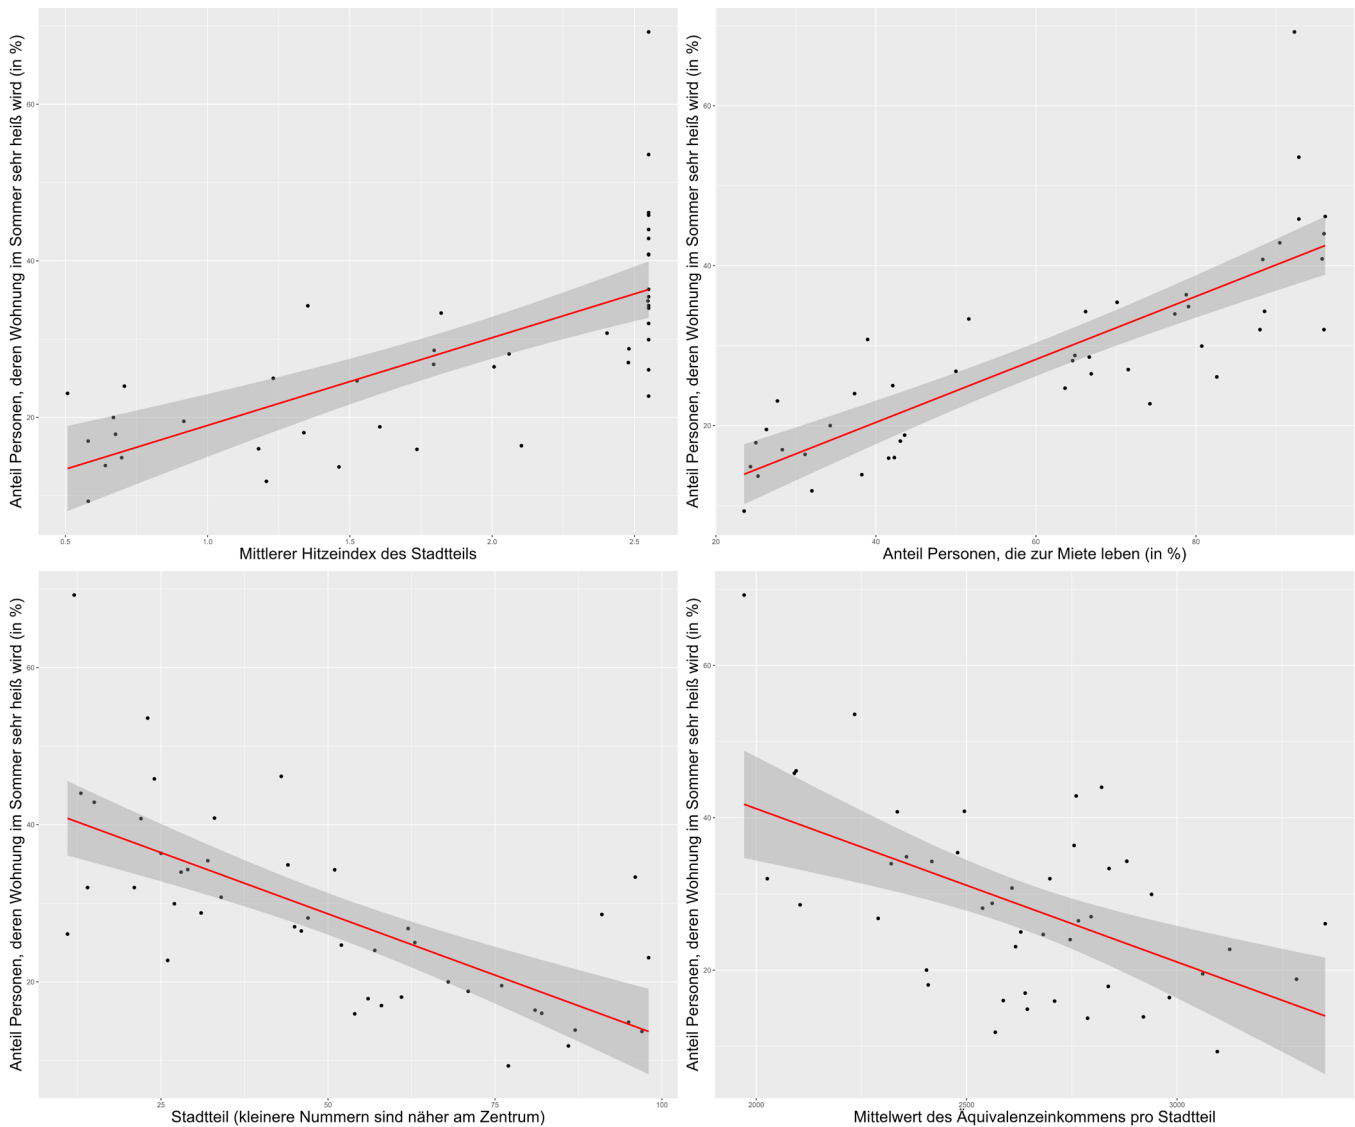 Anteil Personen, deren Wohnung im Sommer sehr heiß wird (in %)
60
40
20
0.5 1.0 1.5 2.0 2.5
Mittlerer Hitzeindex des Stadtteils
Anteil Personen, deren Wohnung im Sommer sehr heiß wird (in %)
60
40
20
20 40 60 80
Anteil Personen, die zur Miete leben (in %)
Anteil Personen, deren Wohnung im Sommer sehr heiß wird (in %)
60
40
20
25 50 75 100
Stadtteil (kleinere Nummern sind näher am Zentrum)
Anteil Personen, deren Wohnung im Sommer sehr heiß wird (in %)
60
40
20
2000 2500 3000
Mittelwert des Äquivalenzeinkommens pro Stadtteil